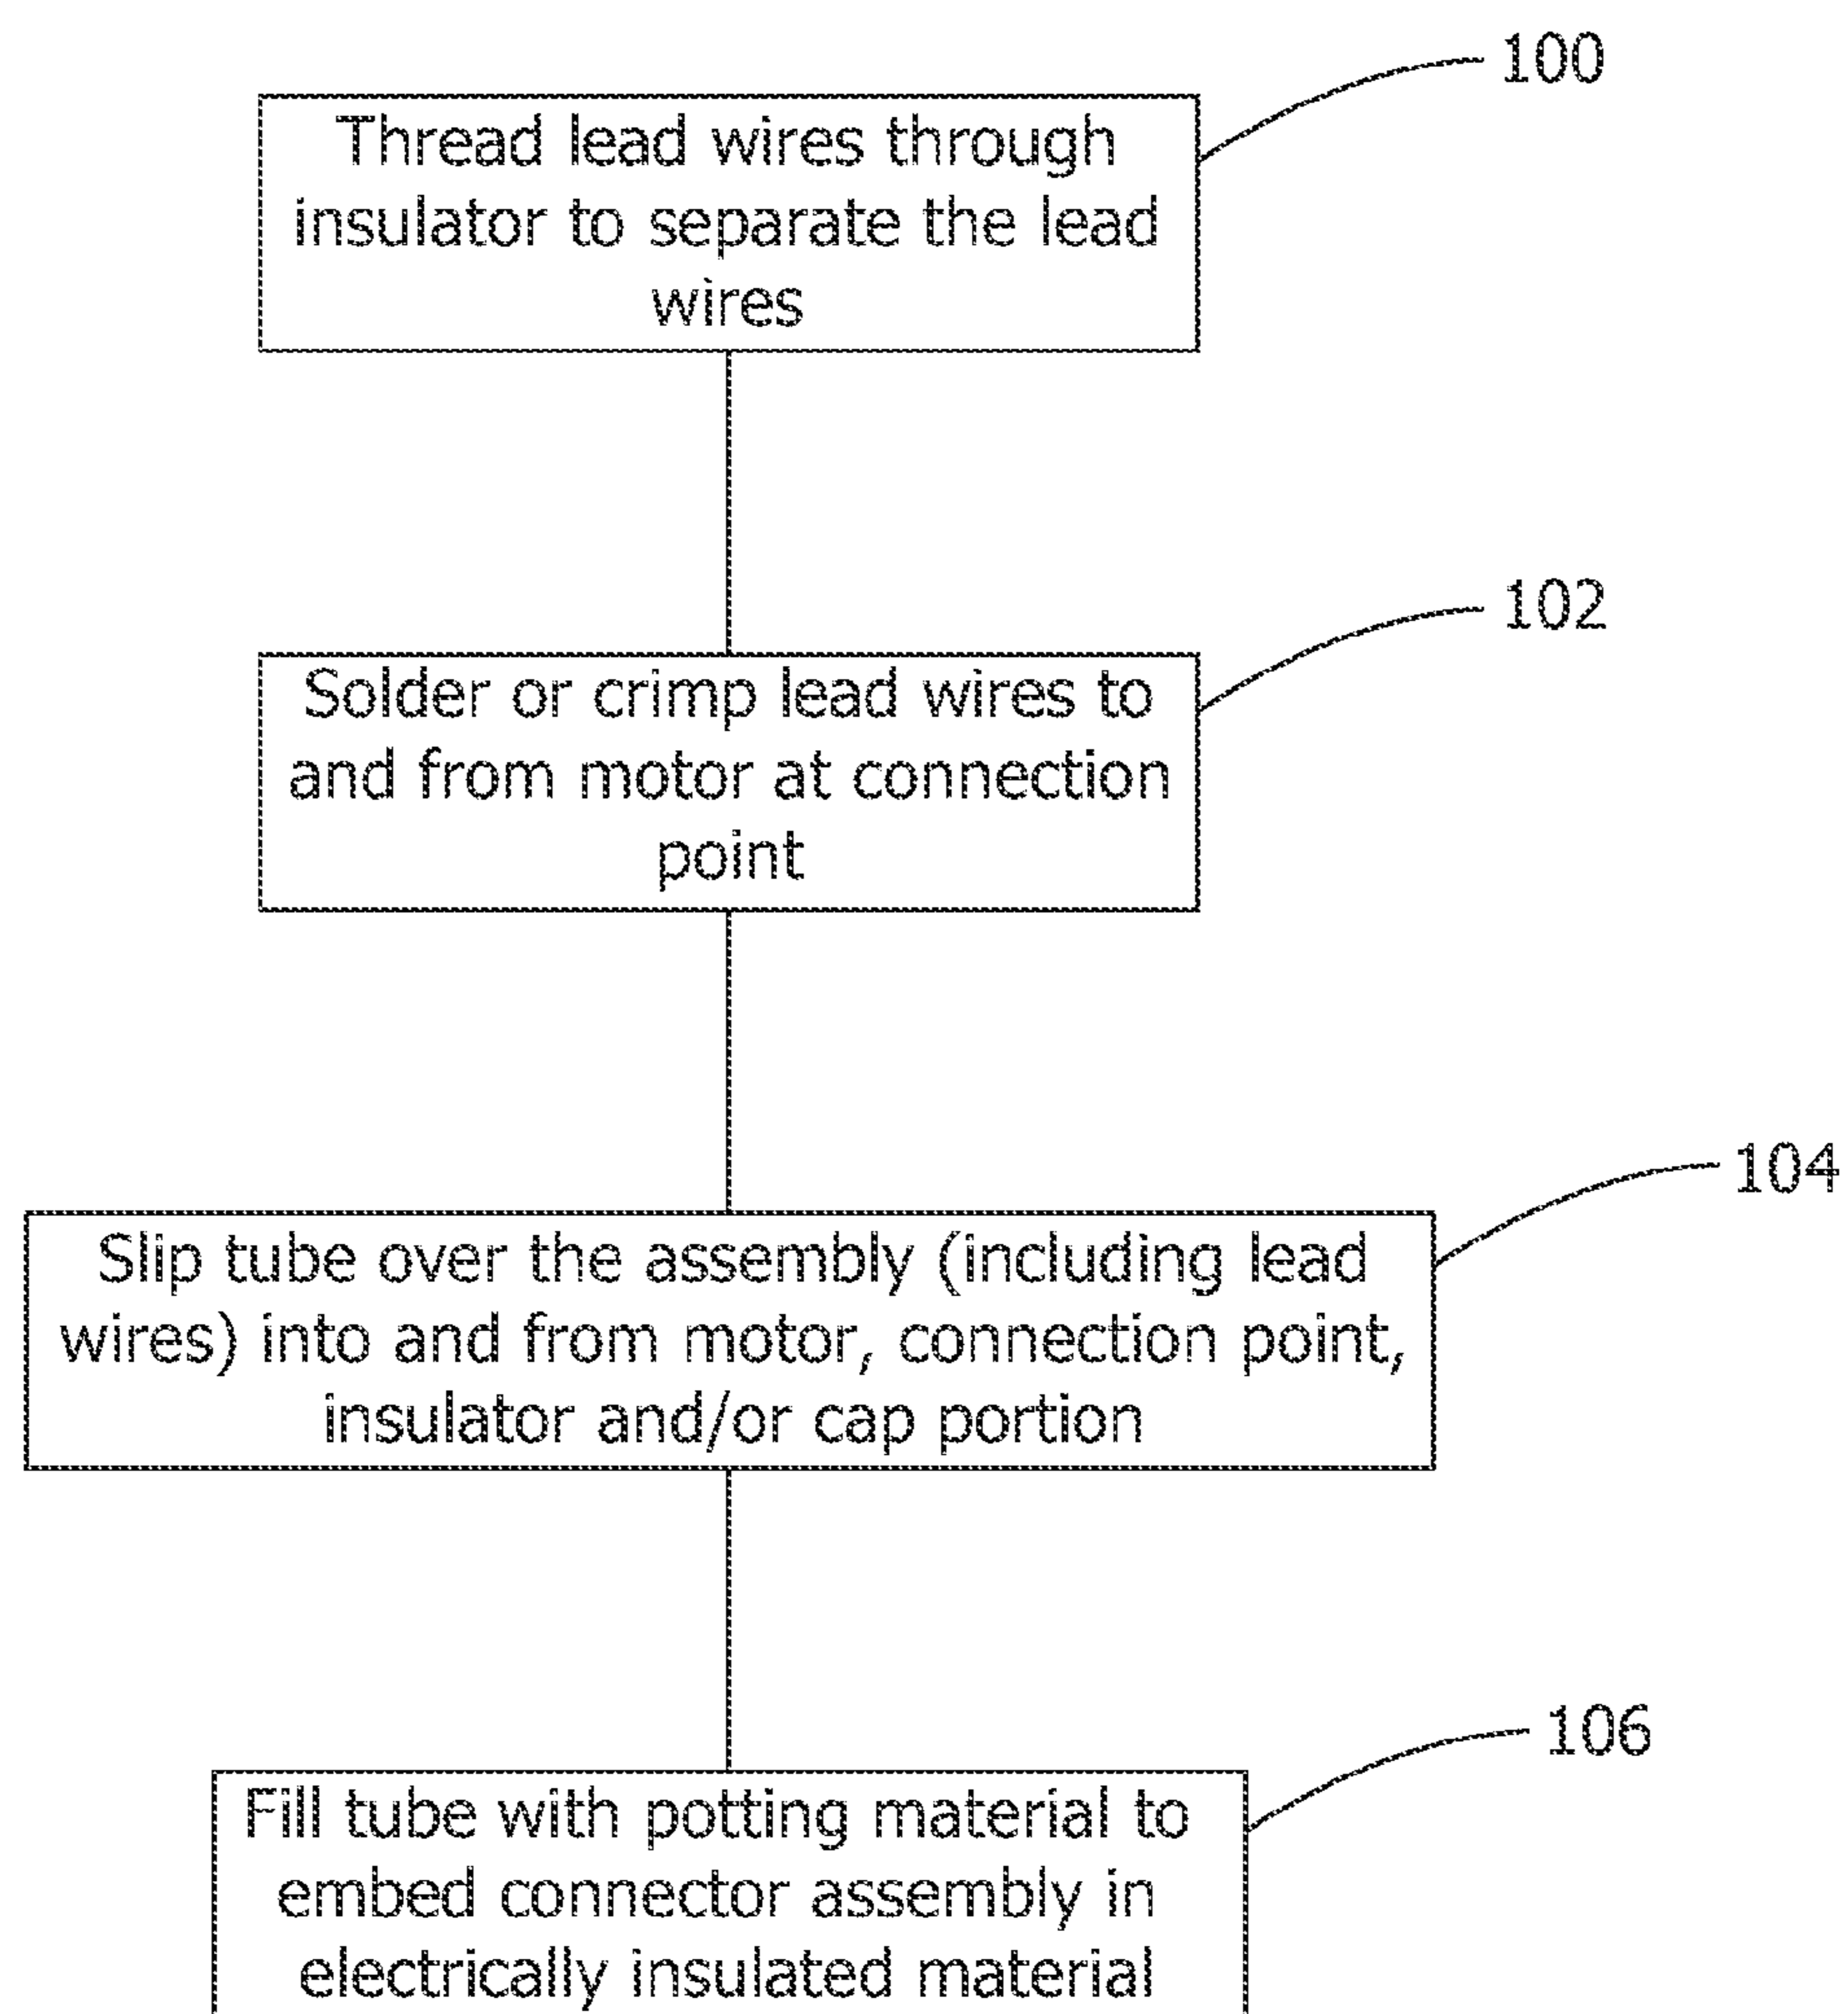 100
Thread lead wires through
insulator to separate the lead
wires
102
Solder or crimp lead wires to
and from motor at connection
point
104
Slip tube over the assembly (including lead
wires) into and from motor, connection point,
insulator and/or cap portion
106
Fill tube with potting material to
embed connector assembly in
electrically insulated material